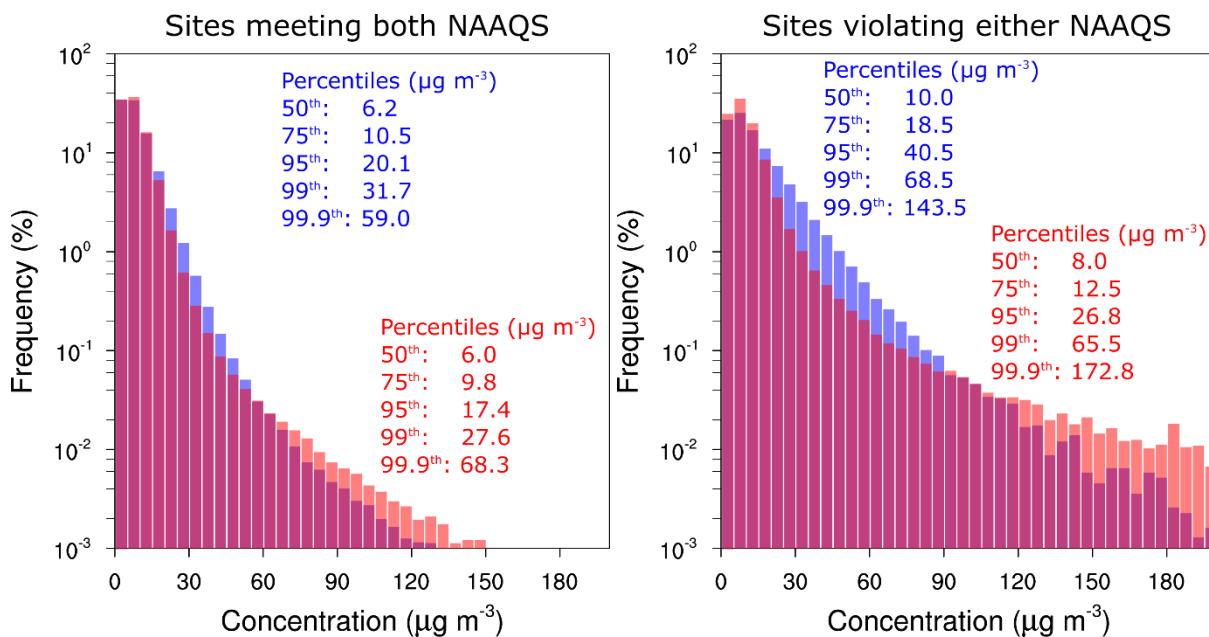 Sites meeting both NAAQS
Frequency (%)
10²
10¹
10⁰
10⁻¹
10⁻²
10⁻³
Percentiles (µg m⁻³)
50ᵗʰ: 6.2
75ᵗʰ: 10.5
95ᵗʰ: 20.1
99ᵗʰ: 31.7
99.9ᵗʰ: 59.0
Percentiles (µg m⁻³)
50ᵗʰ: 6.0
75ᵗʰ: 9.8
95ᵗʰ: 17.4
99ᵗʰ: 27.6
99.9ᵗʰ: 68.3
0 30 60 90 120 150 180
Concentration (µg m⁻³)
Sites violating either NAAQS
Frequency (%)
10²
10¹
10⁰
10⁻¹
10⁻²
10⁻³
Percentiles (µg m⁻³)
50ᵗʰ: 10.0
75ᵗʰ: 18.5
95ᵗʰ: 40.5
99ᵗʰ: 68.5
99.9ᵗʰ: 143.5
Percentiles (µg m⁻³)
50ᵗʰ: 8.0
75ᵗʰ: 12.5
95ᵗʰ: 26.8
99ᵗʰ: 65.5
99.9ᵗʰ: 172.8
0 30 60 90 120 150 180
Concentration (µg m⁻³)